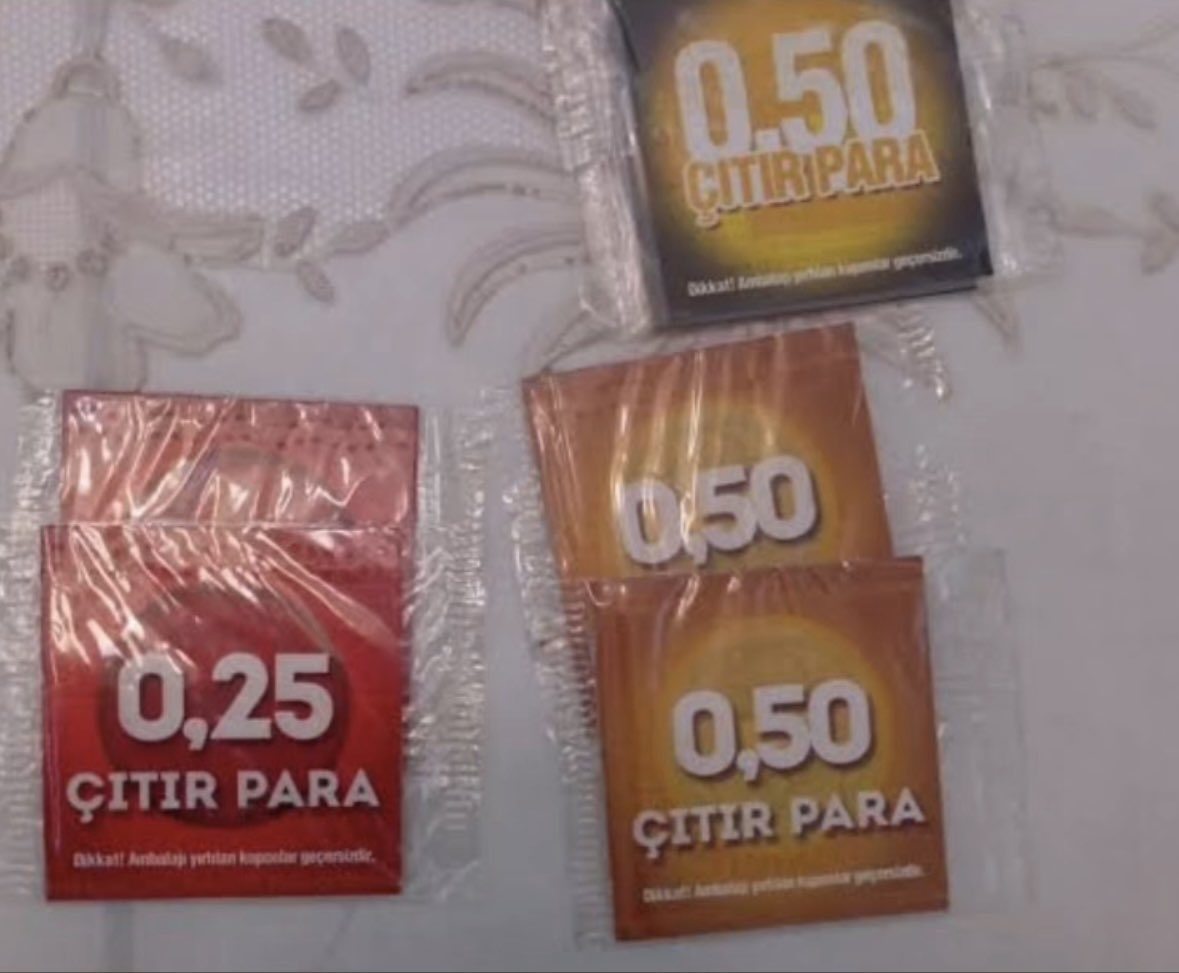 0.50
ÇITIR PARA
Dikkat! Ambalajı yırtılan kuponlar geçersizdir.
0,50
0,25
ÇITIR PARA
Dikkat! Ambalajı yırtılan kuponlar geçersizdir.
0,50
ÇITIR PARA
Dikkat! Ambalajı yırtılan kuponlar geçersizdir.